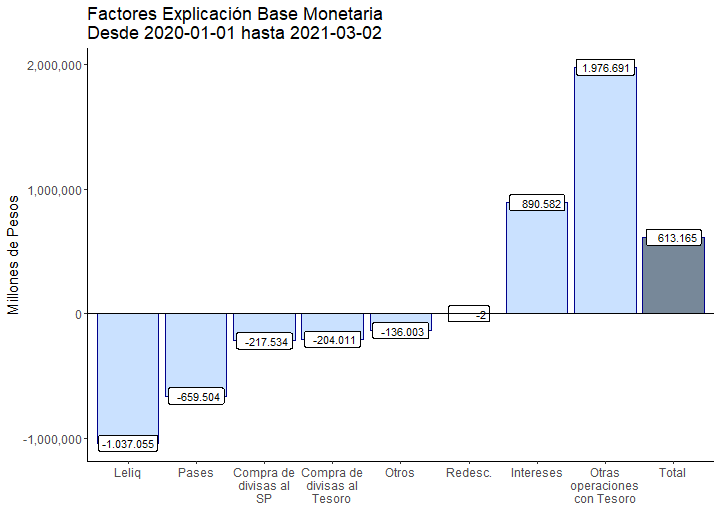 Factores Explicación Base Monetaria
Desde 2020-01-01 hasta 2021-03-02
Millones de Pesos
2,000,000
1,000,000
0
-1,000,000
-1.037.055
-659.504
-217.534
-204.011
-136.003
-2
890.582
1.976.691
613.165
Leliq
Pases
Compra de
divisas al
SP
Compra de
divisas al
Tesoro
Otros
Redesc.
Intereses
Otras
operaciones
con Tesoro
Total